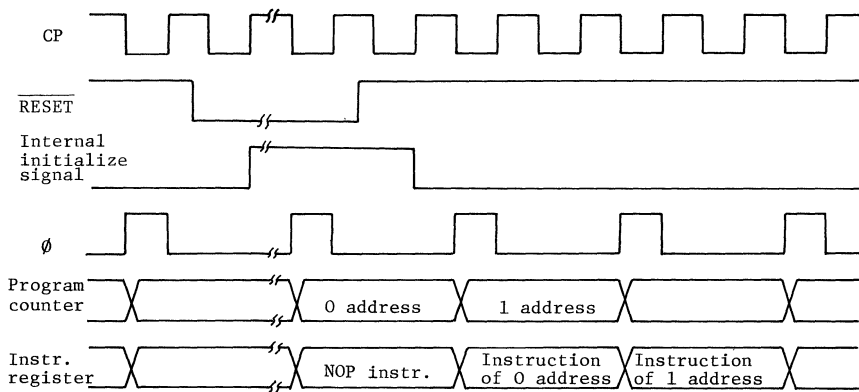 CP
RESET
Internal
initialize
signal
ø
Program
counter
0 address
1 address
Instr.
register
NOP instr.
Instruction
of 0 address
Instruction
of 1 address